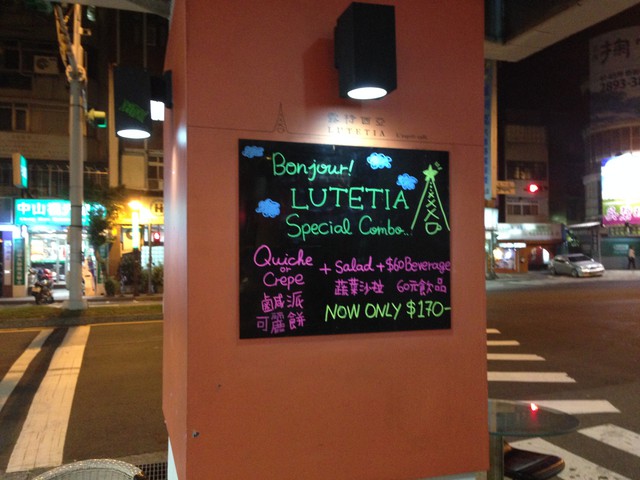 LUTETIA
Bonjour!
LUTETIA
Special Combo...
Quiche or Crepe + Salad + $60 Beverage
鹹派 蔬菜沙拉 60元飲品
可麗餅
NOW ONLY $170-
中山